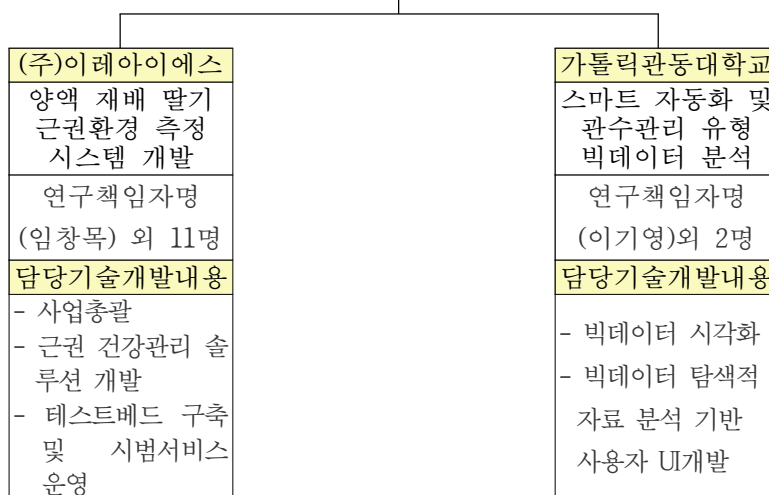 (주)이레아이에스
양액 재배 딸기
근권환경 측정
시스템 개발
연구책임자명
(임창목) 외 11명
담당기술개발내용
- 사업총괄
- 근권 건강관리 솔
루션 개발
- 테스트베드 구축
및 시범서비스
운영
가톨릭관동대학교
스마트 자동화 및
관수관리 유형
빅데이터 분석
연구책임자명
(이기영)외 2명
담당기술개발내용
- 빅데이터 시각화
- 빅데이터 탐색적
자료 분석 기반
사용자 UI개발